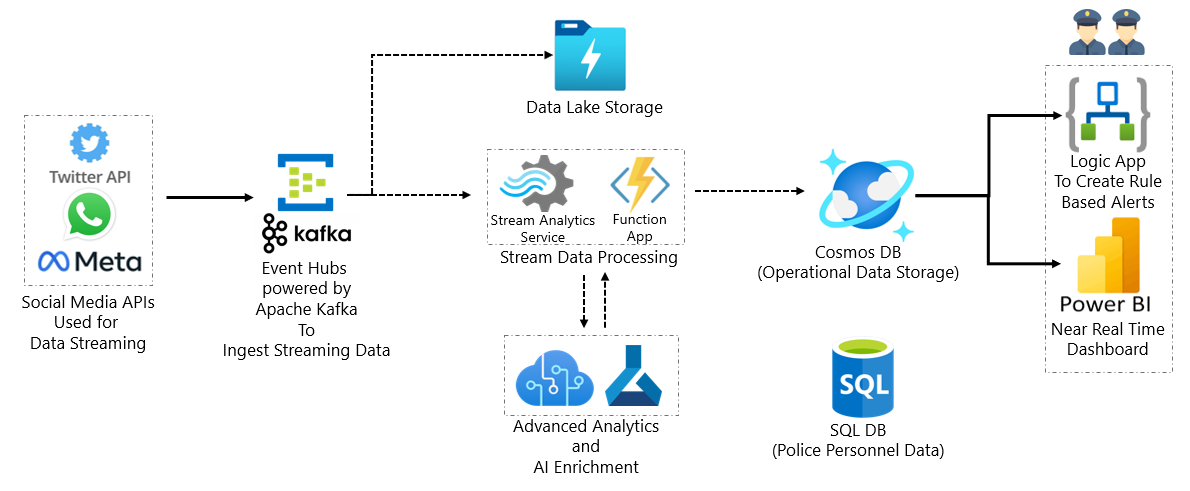 Twitter API
Meta
Social Media APIs
Used for
Data Streaming
kafka
Event Hubs
powered by
Apache Kafka
To
Ingest Streaming Data
Data Lake Storage
Stream Analytics
Service
Function
App
Stream Data Processing
Advanced Analytics
and
AI Enrichment
Cosmos DB
(Operational Data Storage)
SQL
SQL DB
(Police Personnel Data)
Logic App
To Create Rule
Based Alerts
Power BI
Near Real Time
Dashboard